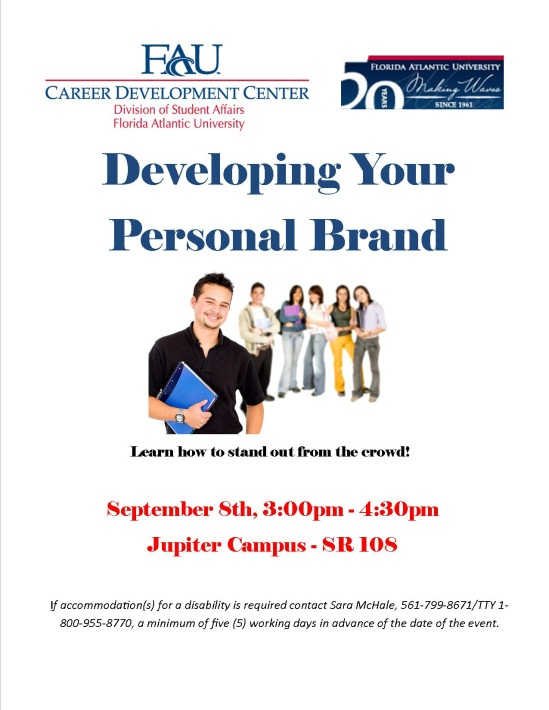 FAU
CAREER DEVELOPMENT CENTER
Division of Student Affairs
Florida Atlantic University
FLORIDA ATLANTIC UNIVERSITY
20 YEARS
Making Waves
SINCE 1961
Developing Your
Personal Brand
Learn how to stand out from the crowd!
September 8th, 3:00pm - 4:30pm
Jupiter Campus - SR 108
If accommodation(s) for a disability is required contact Sara McHale, 561-799-8671/TTY 1-
800-955-8770, a minimum of five (5) working days in advance of the date of the event.